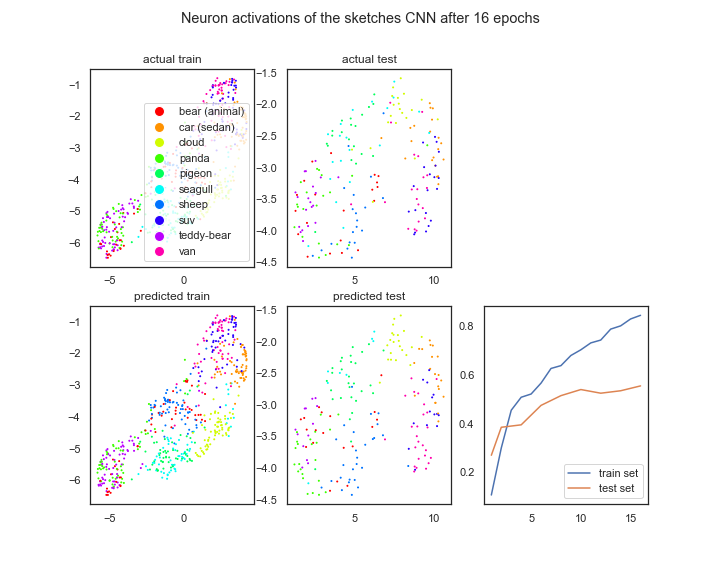 Neuron activations of the sketches CNN after 16 epochs
actual train
actual test
−1
−2
−3
−4
−5
−6
−5
0
bear (animal)
car (sedan)
cloud
panda
pigeon
seagull
sheep
suv
teddy-bear
van
−1.5
−2.0
−2.5
−3.0
−3.5
−4.0
−4.5
5
10
predicted train
predicted test
−1
−2
−3
−4
−5
−6
−5
0
−1.5
−2.0
−2.5
−3.0
−3.5
−4.0
−4.5
5
10
0.8
0.6
0.4
0.2
5
10
15
train set
test set